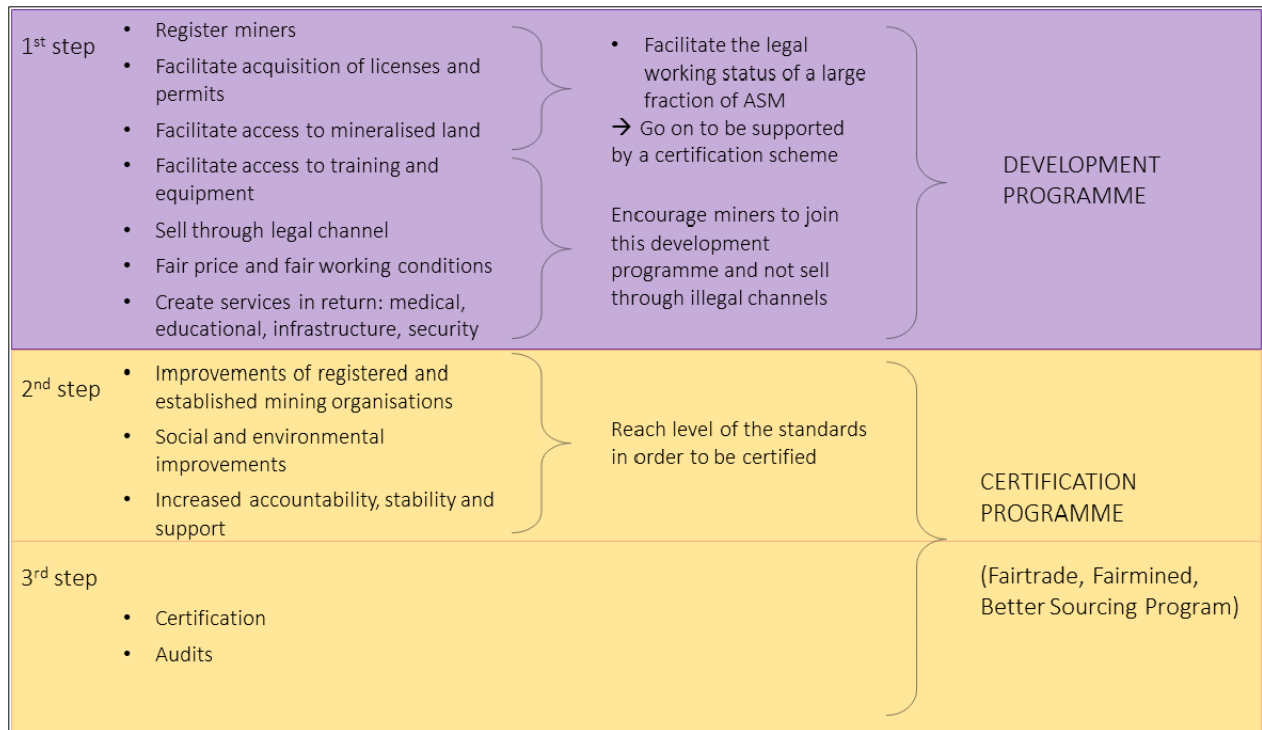 1st step
• Register miners
• Facilitate acquisition of licenses and
permits
• Facilitate access to mineralised land
• Facilitate access to training and
equipment
• Sell through legal channel
• Fair price and fair working conditions
• Create services in return: medical,
educational, infrastructure, security
• Facilitate the legal
working status of a large
fraction of ASM
→ Go on to be supported
by a certification scheme
Encourage miners to join
this development
programme and not sell
through illegal channels
DEVELOPMENT
PROGRAMME
2nd step
• Improvements of registered and
established mining organisations
• Social and environmental
improvements
• Increased accountability, stability and
support
Reach level of the standards
in order to be certified
3rd step
• Certification
• Audits
CERTIFICATION
PROGRAMME
(Fairtrade, Fairmined,
Better Sourcing Program)